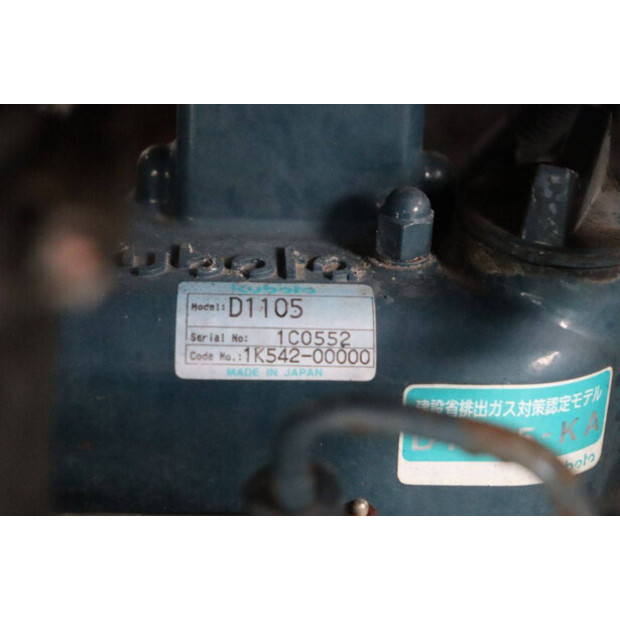 Kubota
Kubota
Model: D1105
Serial No: 1C0552
Code No.: 1K542-00000
MADE IN JAPAN
建設省排出ガス対策認定モデル
Kubota